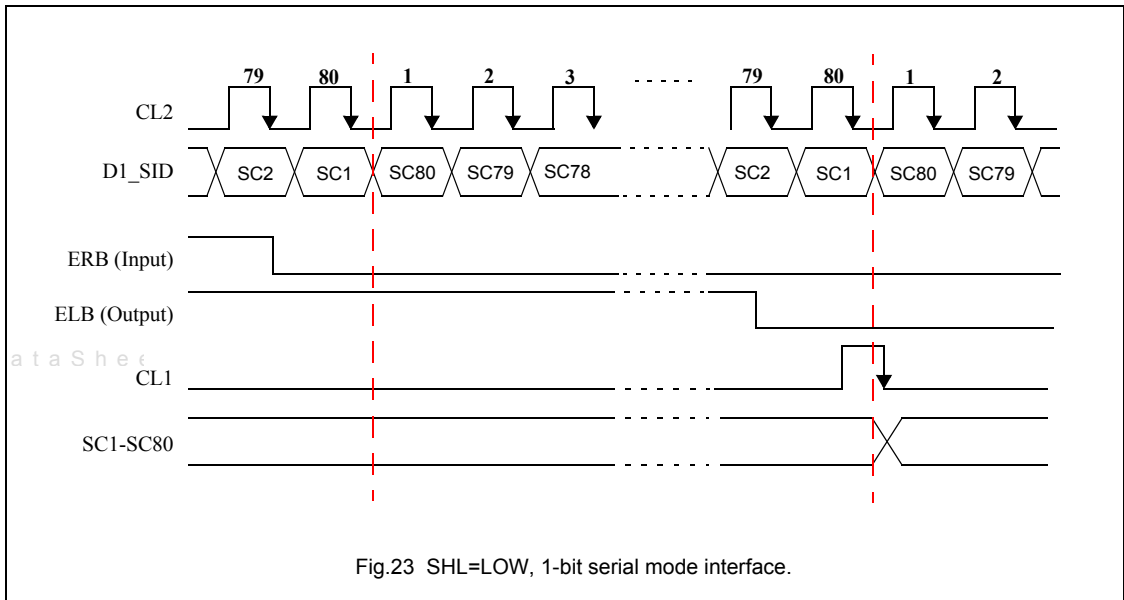 79 80 1 2 3 79 80 1 2
CL2
D1_SID SC2 SC1 SC80 SC79 SC78 SC2 SC1 SC80 SC79
ERB (Input)
ELB (Output)
ataShee
CL1
SC1-SC80
Fig.23 SHL=LOW, 1-bit serial mode interface.